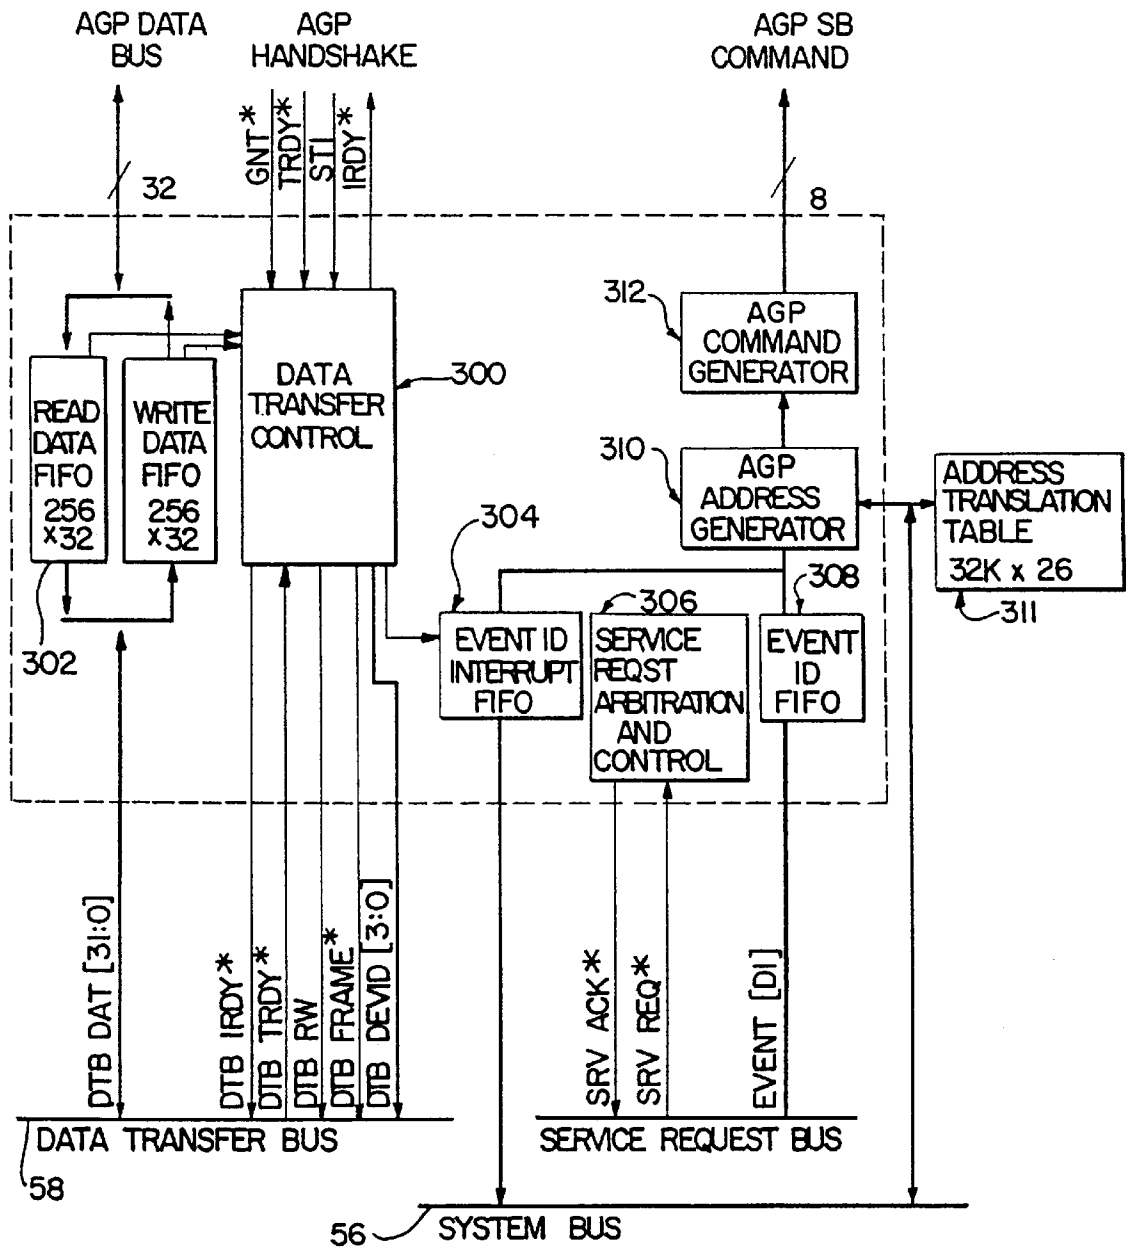 AGP DATA
BUS
AGP
HANDSHAKE
AGP SB
COMMAND
GNT*
TRDY*
STI
IRDY*
32
8
312
AGP
COMMAND
GENERATOR
DATA
TRANSFER
CONTROL
300
READ
DATA
FIFO
256
x32
WRITE
DATA
FIFO
256
x32
310
AGP
ADDRESS
GENERATOR
ADDRESS
TRANSLATION
TABLE
32K x 26
311
304
306
308
302
EVENT ID
INTERRUPT
FIFO
SERVICE
REQST
ARBITRATION
AND
CONTROL
EVENT
ID
FIFO
DTB DAT [31:0]
DTB IRDY*
DTB TRDY*
DTB RW
DTB FRAME*
DTB DEVID [3:0]
SRV ACK*
SRV REQ*
EVENT [D1]
DATA TRANSFER BUS
SERVICE REQUEST BUS
58
56
SYSTEM BUS